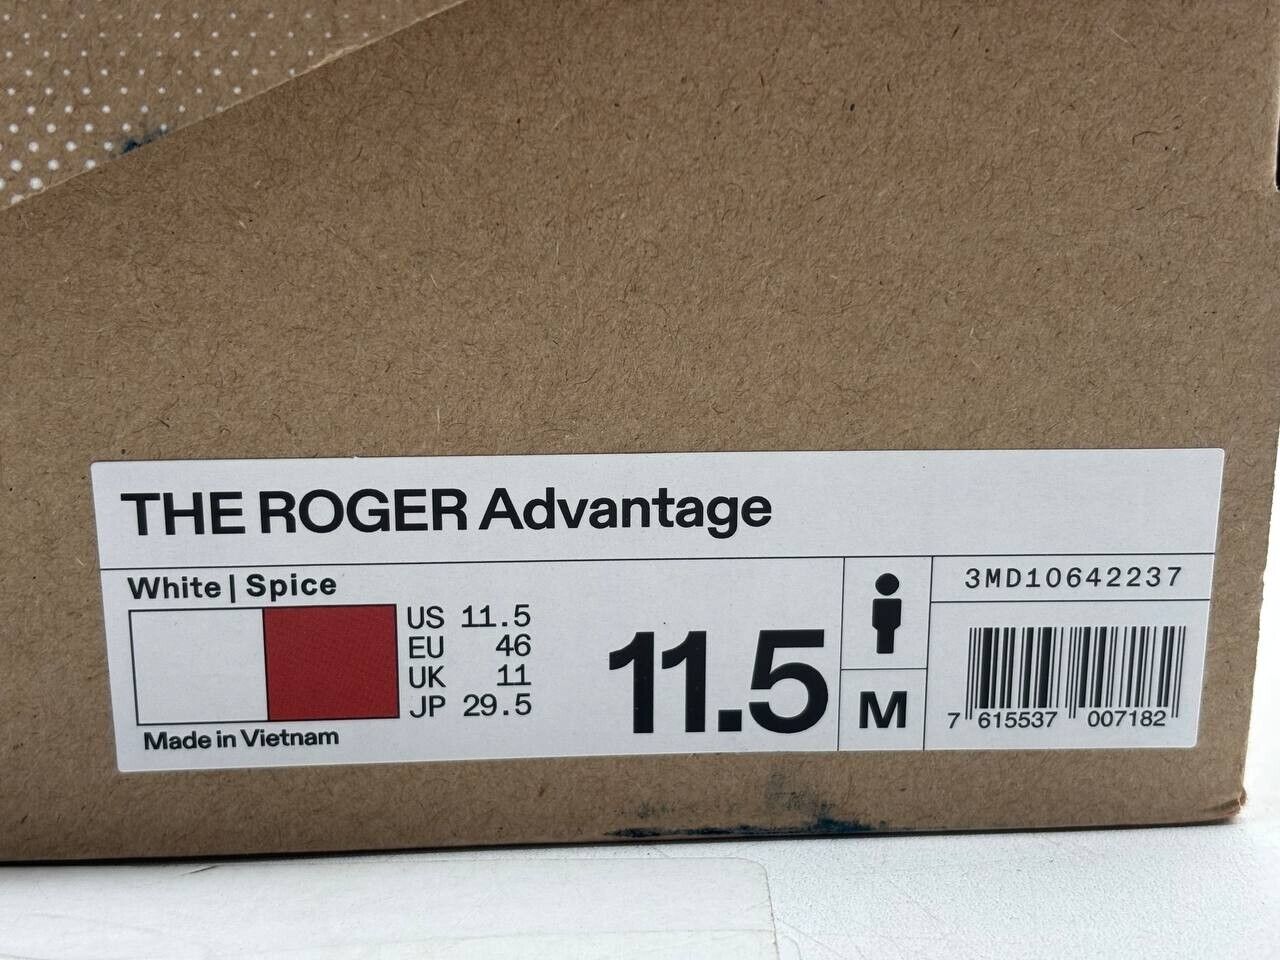 THE ROGER Advantage
White | Spice
US 11.5
EU 46
UK 11
JP 29.5
Made in Vietnam
11.5
M
3MD10642237
7 615537 007182